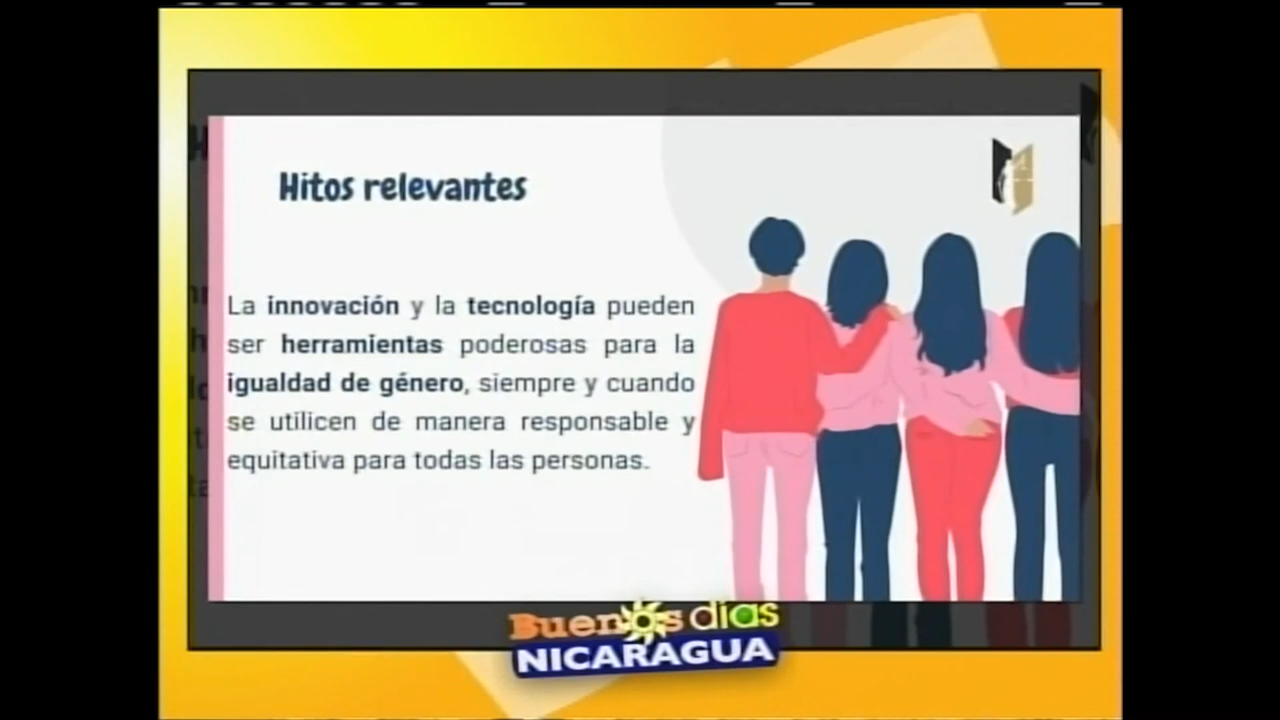 Hitos relevantes
La innovación y la tecnología pueden
ser herramientas poderosas para la
igualdad de género, siempre y cuando
se utilicen de manera responsable y
equitativa para todas las personas.
Buenos días
NICARAGUA